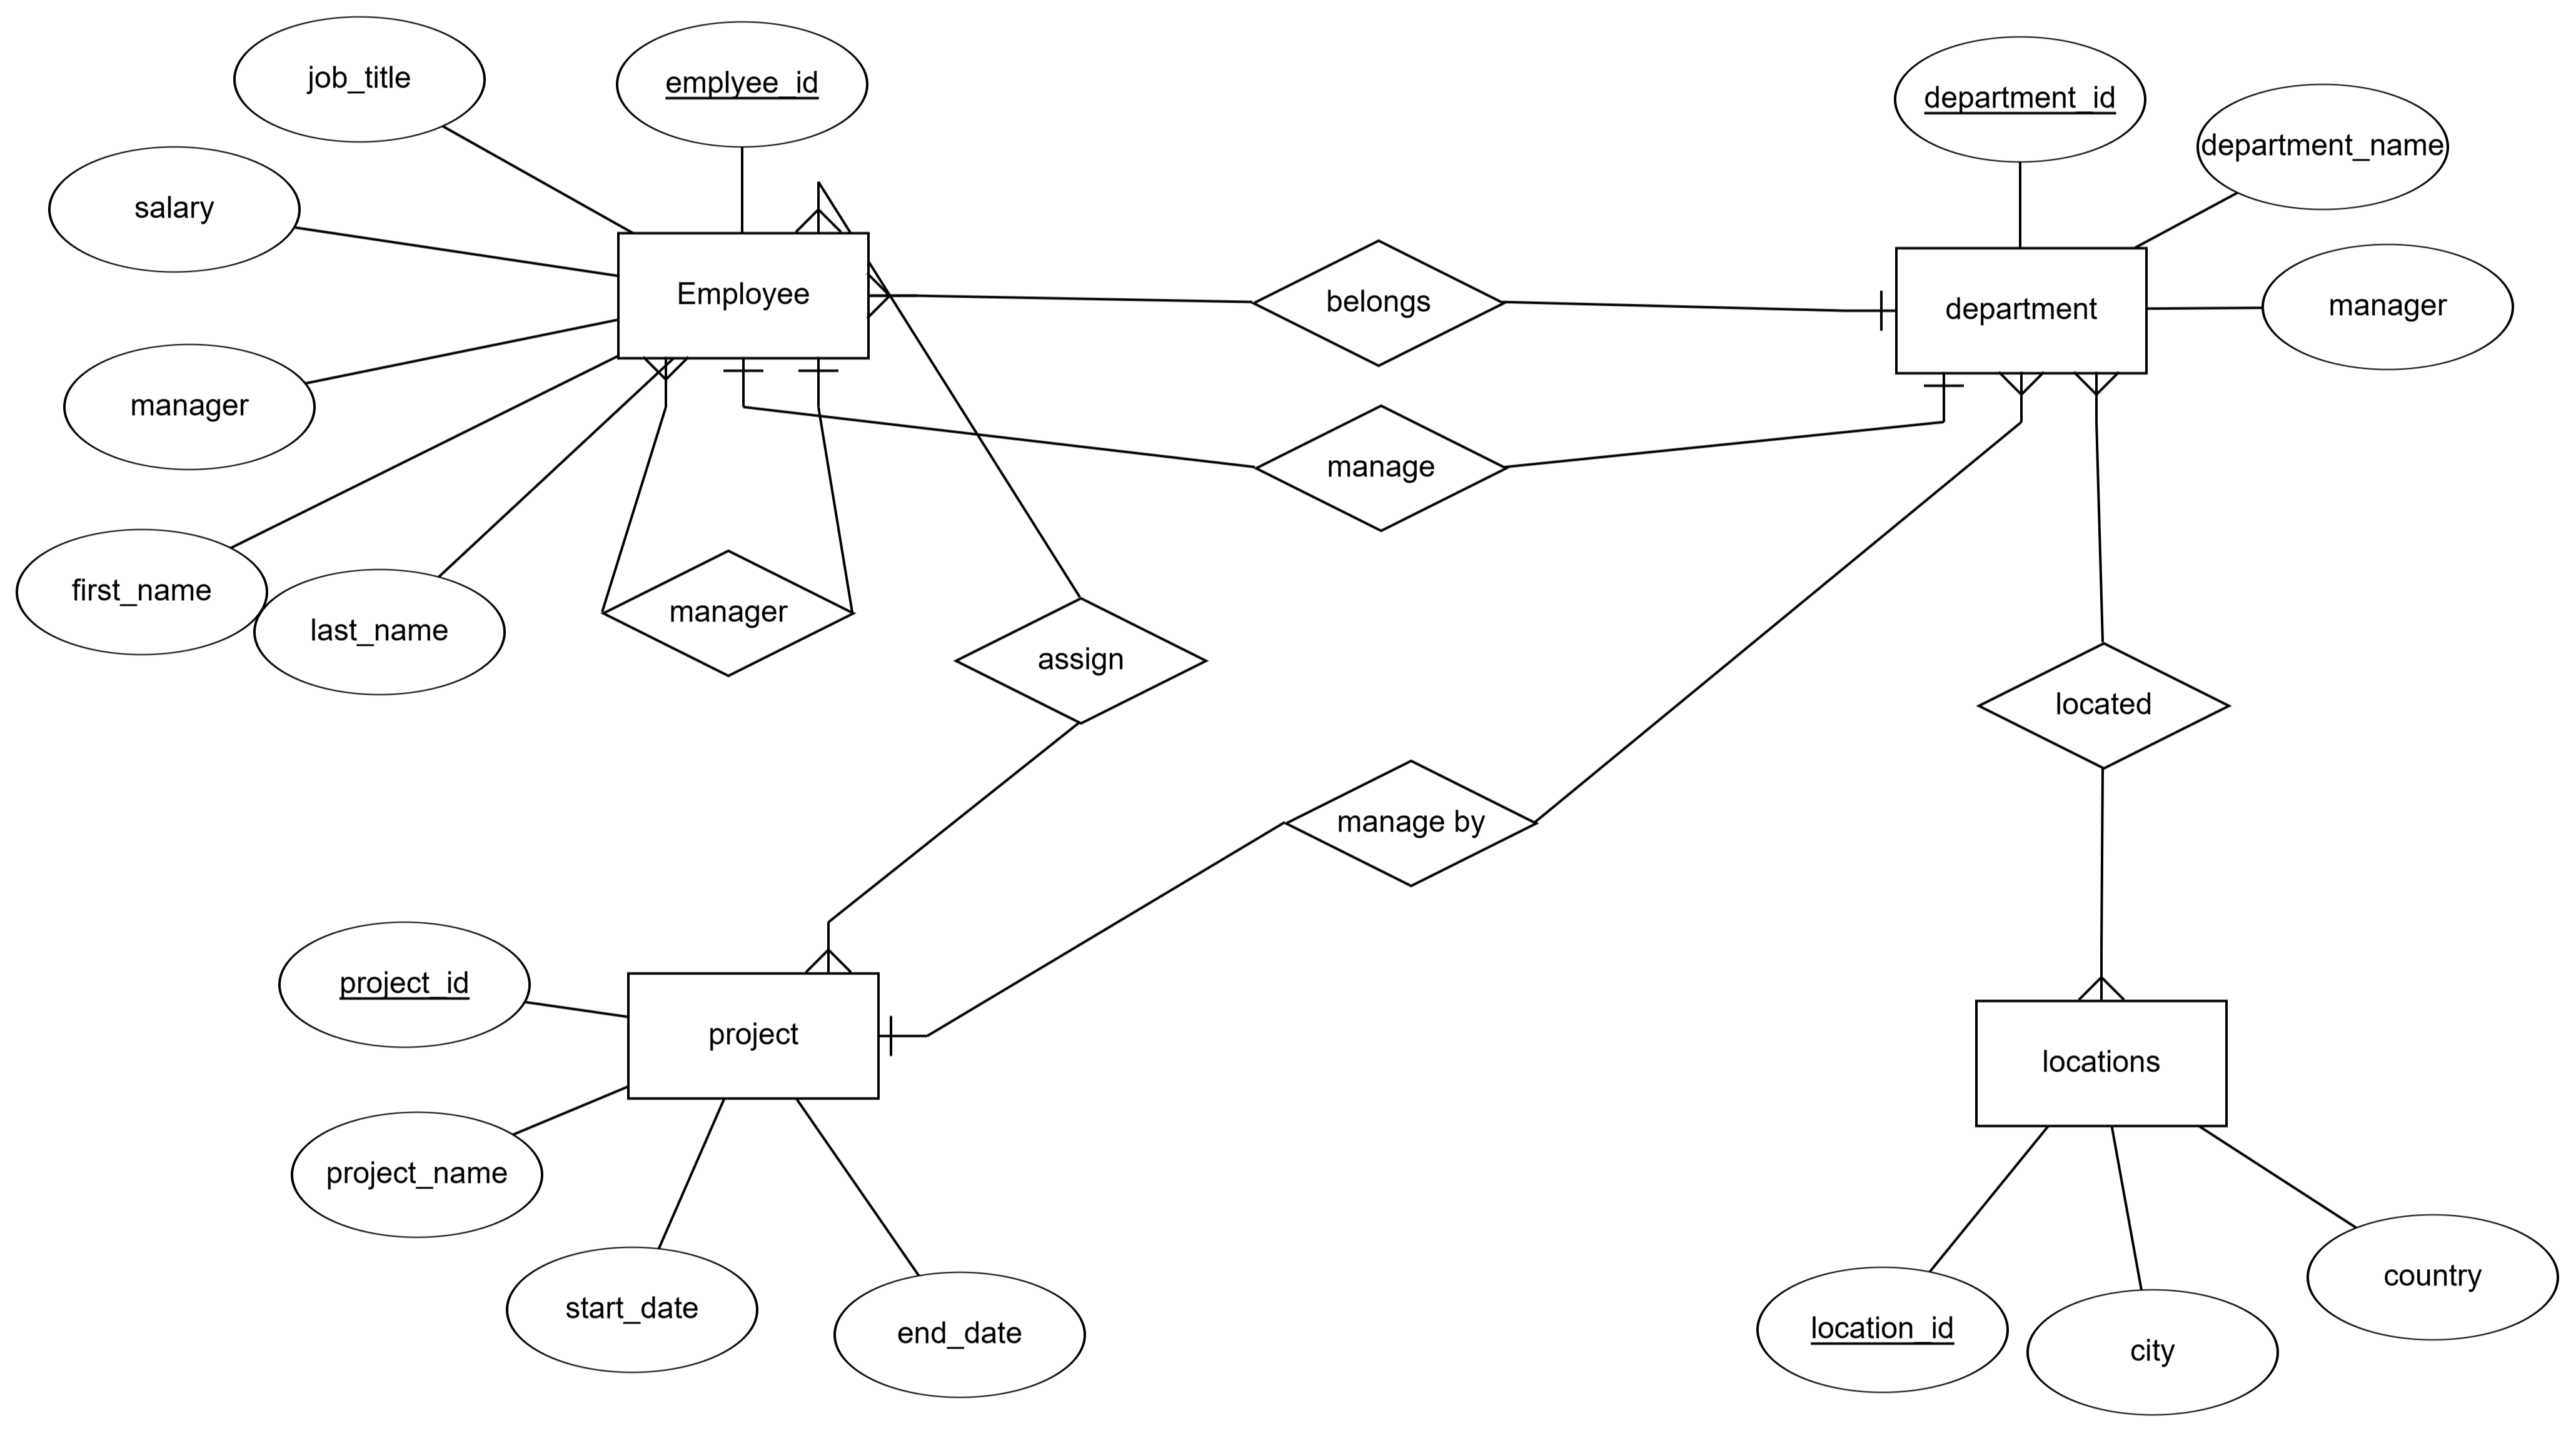 job_title
emplyee_id
department_id
department_name
salary
Employee
belongs
department
manager
manager
manage
first_name
last_name
manager
assign
located
manage by
project_id
project
locations
project_name
start_date
end_date
location_id
city
country